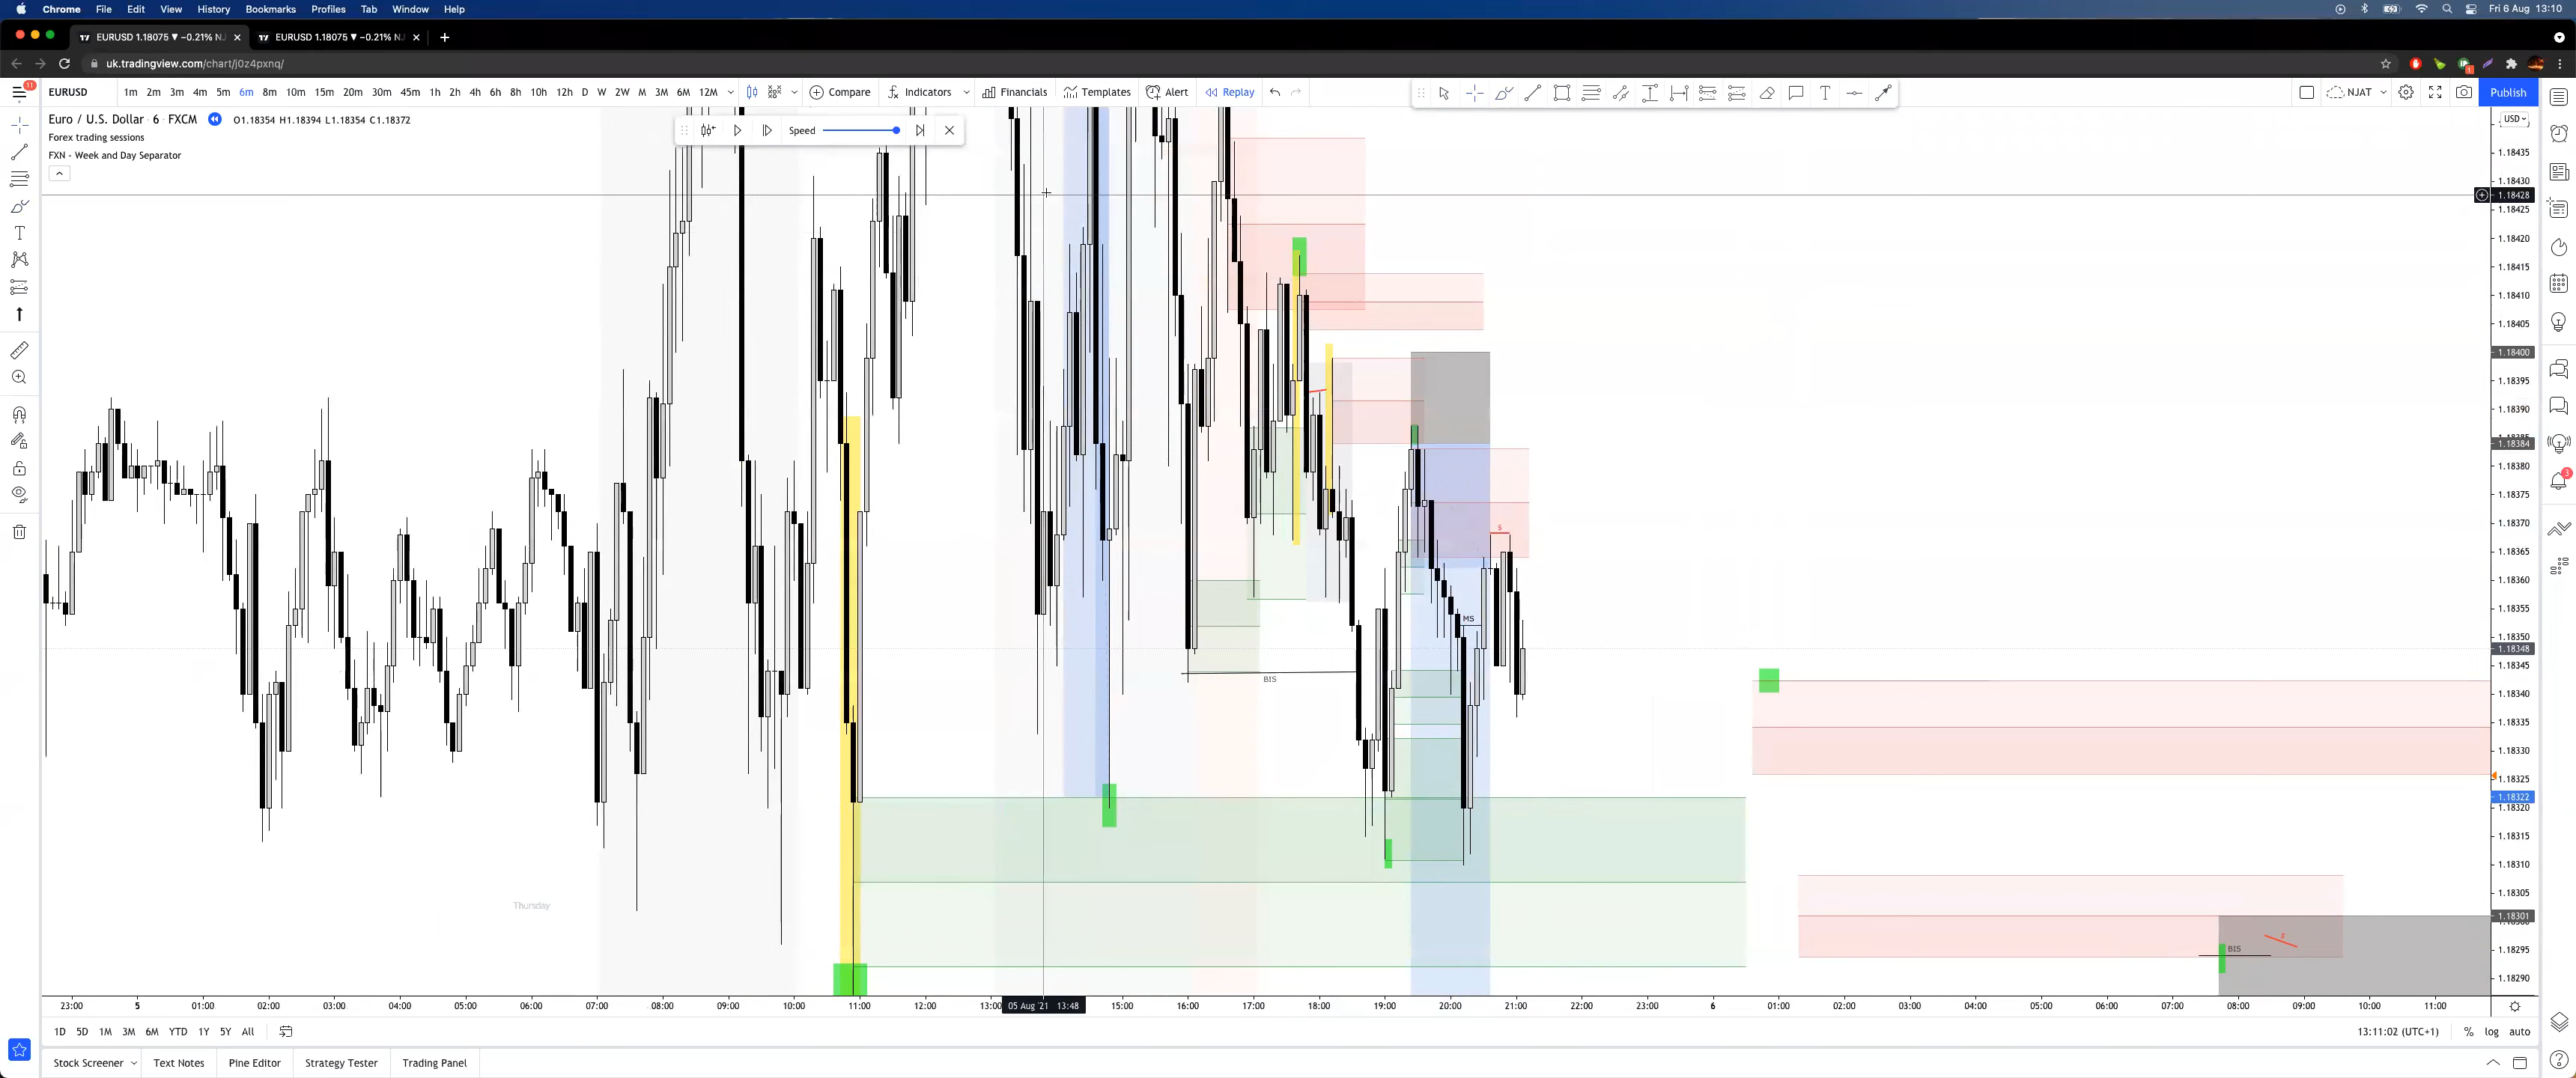 Chrome File Edit View History Bookmarks Profiles Tab Window Help Fri 6 Aug 13:10
EURUSD 1.18075 ▼ −0.21% NJ EURUSD 1.18075 ▼ −0.21% NJ
uk.tradingview.com/chart/j0z4pxnq/
11 EURUSD 1m 2m 3m 4m 5m 6m 8m 10m 15m 20m 30m 45m 1h 2h 4h 6h 8h 10h 12h D W 2W M 3M 6M 12M Compare Indicators Financials Templates Alert Replay NJAT Publish
Euro / U.S. Dollar · 6 · FXCM O1.18354 H1.18394 L1.18354 C1.18372
USD
Speed
Forex trading sessions
FXN - Week and Day Separator
1.18435
1.18430
1.18428
1.18425
1.18420
1.18415
1.18410
1.18405
1.18400
1.18395
1.18390
1.18384
1.18380
1.18375
1.18370
1.18365
1.18360
1.18355
1.18350
1.18348
1.18345
1.18340
1.18335
1.18330
1.18325
1.18322
1.18320
1.18315
1.18310
1.18305
1.18301
1.18295
1.18290
S
MS
BIS
BIS
Thursday
23:00 5 01:00 02:00 03:00 04:00 05:00 06:00 07:00 08:00 09:00 10:00 11:00 12:00 13:00 05 Aug '21 13:48 15:00 16:00 17:00 18:00 19:00 20:00 21:00 22:00 23:00 6 01:00 02:00 03:00 04:00 05:00 06:00 07:00 08:00 09:00 10:00 11:00
1D 5D 1M 3M 6M YTD 1Y 5Y All 13:11:02 (UTC+1) % log auto
Stock Screener Text Notes Pine Editor Strategy Tester Trading Panel